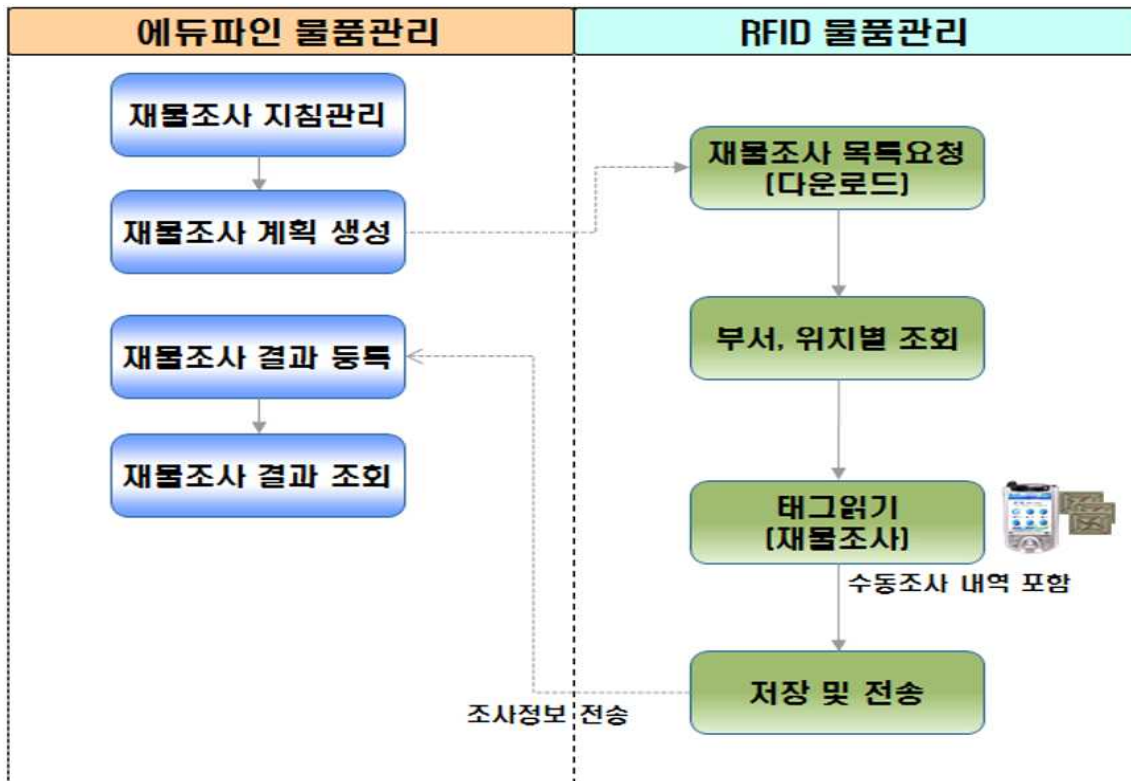 에듀파인 물품관리
RFID 물품관리
재물조사 지침관리
재물조사 계획 생성
재물조사 결과 등록
재물조사 결과 조회
재물조사 목록요청
(다운로드)
부서, 위치별 조회
태그읽기
(재물조사)
수동조사 내역 포함
저장 및 전송
조사정보 전송